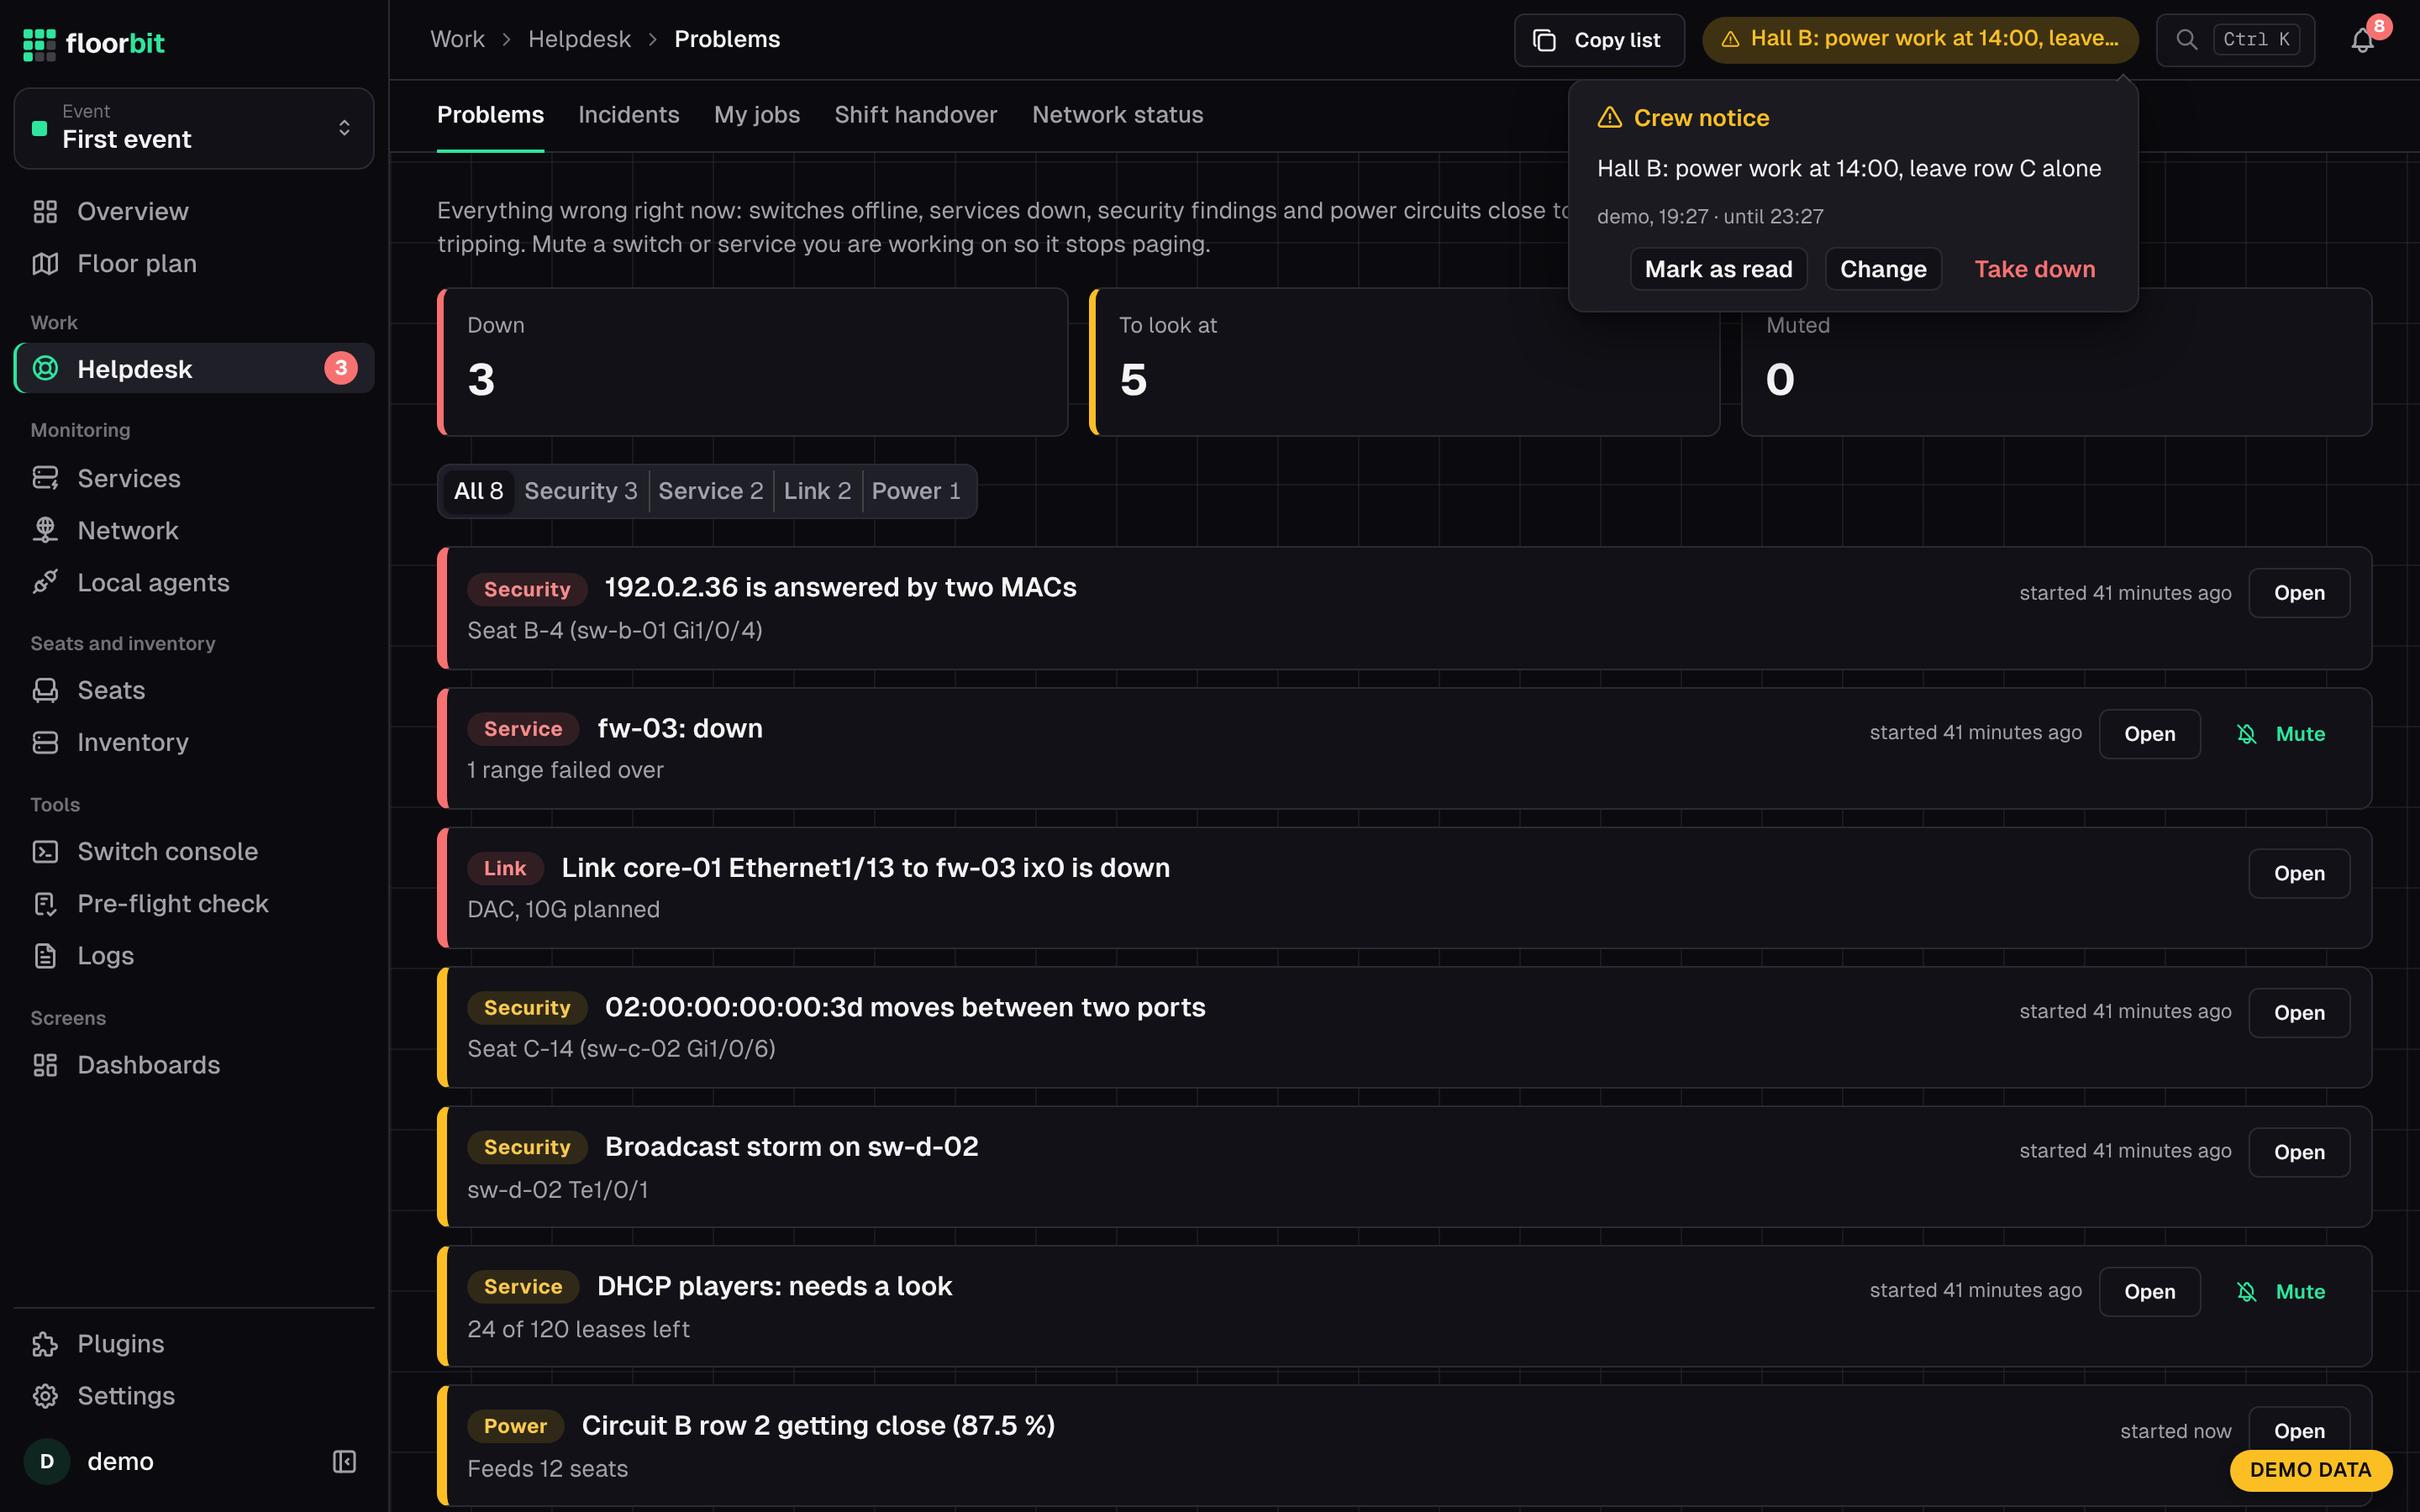 floorbit
Event
First event
Overview
Floor plan
Work
Helpdesk
3
Monitoring
Services
Network
Local agents
Seats and inventory
Seats
Inventory
Tools
Switch console
Pre-flight check
Logs
Screens
Dashboards
Plugins
Settings
D
demo
Work > Helpdesk > Problems
Copy list
Hall B: power work at 14:00, leave...
Ctrl K
8
Problems
Incidents
My jobs
Shift handover
Network status
Crew notice
Hall B: power work at 14:00, leave row C alone
demo, 19:27 · until 23:27
Mark as read
Change
Take down
Everything wrong right now: switches offline, services down, security findings and power circuits close to
tripping. Mute a switch or service you are working on so it stops paging.
Down
3
To look at
5
Muted
0
All 8
Security 3
Service 2
Link 2
Power 1
Security 192.0.2.36 is answered by two MACs
Seat B-4 (sw-b-01 Gi1/0/4)
started 41 minutes ago
Open
Service fw-03: down
1 range failed over
started 41 minutes ago
Open
Mute
Link Link core-01 Ethernet1/13 to fw-03 ix0 is down
DAC, 10G planned
Open
Security 02:00:00:00:00:3d moves between two ports
Seat C-14 (sw-c-02 Gi1/0/6)
started 41 minutes ago
Open
Security Broadcast storm on sw-d-02
sw-d-02 Te1/0/1
started 41 minutes ago
Open
Service DHCP players: needs a look
24 of 120 leases left
started 41 minutes ago
Open
Mute
Power Circuit B row 2 getting close (87.5 %)
Feeds 12 seats
started now
Open
DEMO DATA